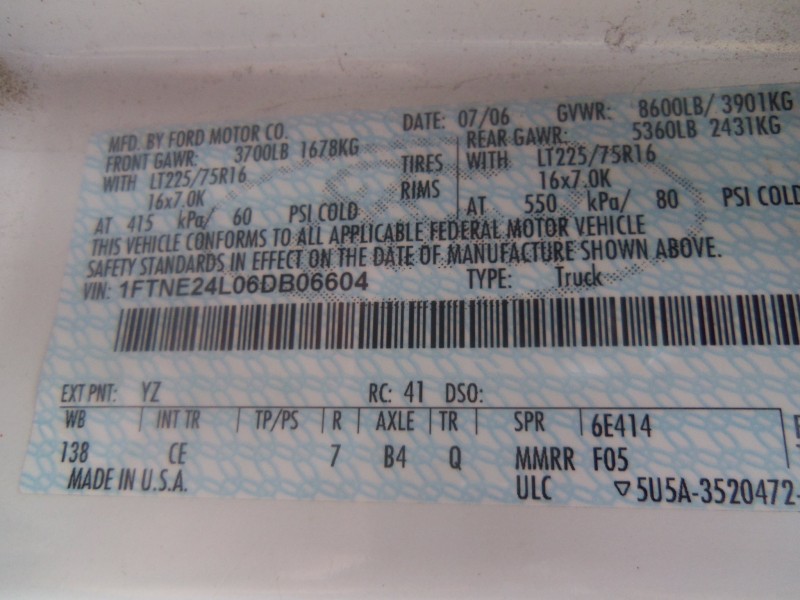 MFD. BY FORD MOTOR CO. DATE: 07/06 GVWR: 8600LB/ 3901KG
FRONT GAWR: 3700LB 1678KG REAR GAWR: 5360LB 2431KG
WITH LT225/75R16 TIRES WITH LT225/75R16
16x7.0K RIMS 16x7.0K
AT 415 kPa/ 60 PSI COLD AT 550 kPa/ 80 PSI COLD
THIS VEHICLE CONFORMS TO ALL APPLICABLE FEDERAL MOTOR VEHICLE
SAFETY STANDARDS IN EFFECT ON THE DATE OF MANUFACTURE SHOWN ABOVE.
VIN: 1FTNE24L06DB06604 TYPE: Truck
EXT PNT: YZ RC: 41 DSO:
WB INT TR TP/PS R AXLE TR SPR 6E414
138 CE 7 B4 Q MMRR F05
MADE IN U.S.A. ULC ▽5U5A-3520472-